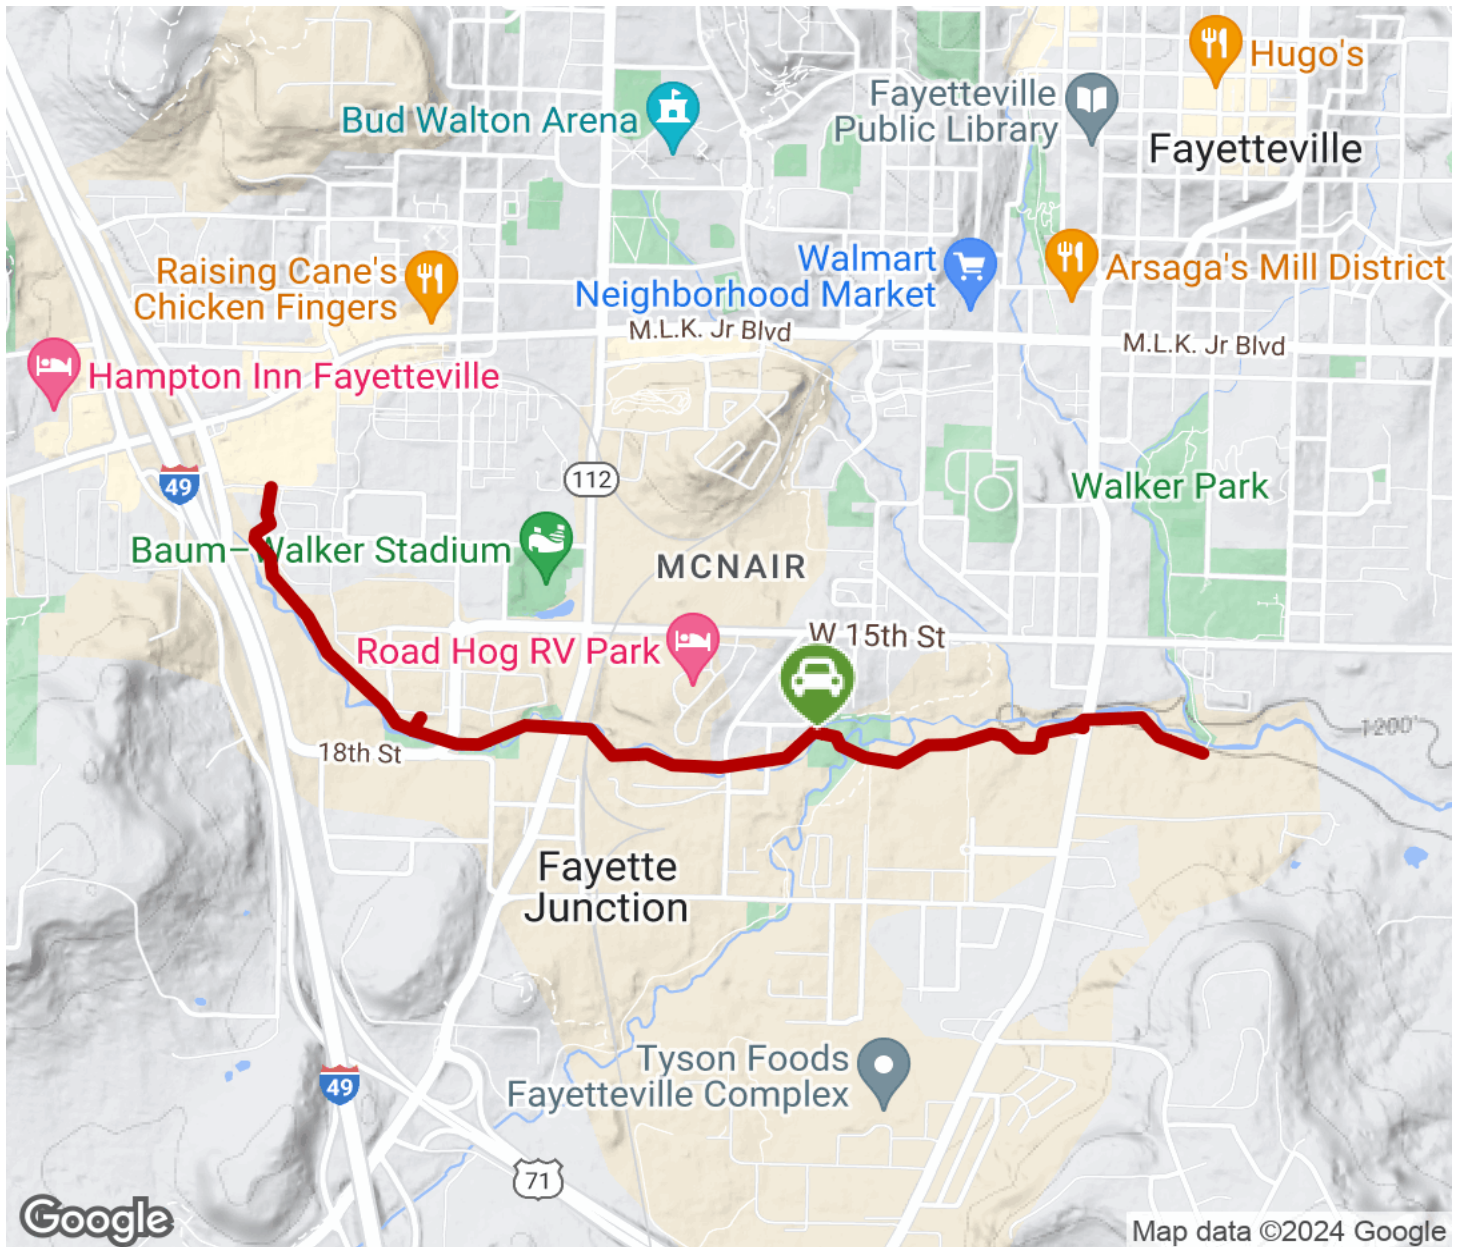 Hugo's
Fayetteville
Public Library
Bud Walton Arena
Fayetteville
Walmart
Neighborhood Market
Arsaga's Mill District
Raising Cane's
Chicken Fingers
M.L.K. Jr Blvd
M.L.K. Jr Blvd
Hampton Inn Fayetteville
49
112
Walker Park
Baum–Walker Stadium
MCNAIR
W 15th St
Road Hog RV Park
1200'
18th St
Fayette
Junction
Tyson Foods
Fayetteville Complex
49
71
Google
Map data ©2024 Google